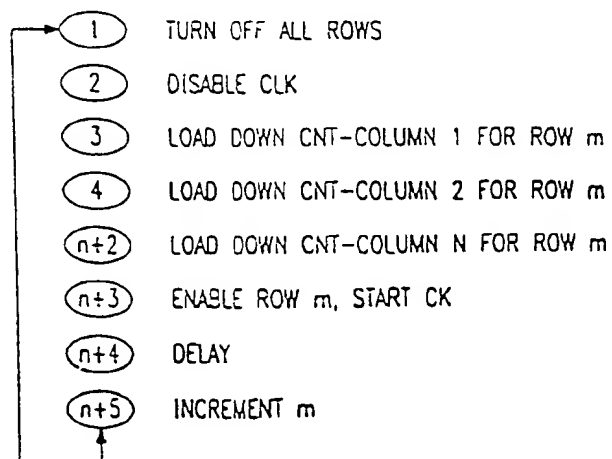 1 TURN OFF ALL ROWS
2 DISABLE CLK
3 LOAD DOWN CNT-COLUMN 1 FOR ROW m
4 LOAD DOWN CNT-COLUMN 2 FOR ROW m
n+2 LOAD DOWN CNT-COLUMN N FOR ROW m
n+3 ENABLE ROW m, START CK
n+4 DELAY
n+5 INCREMENT m